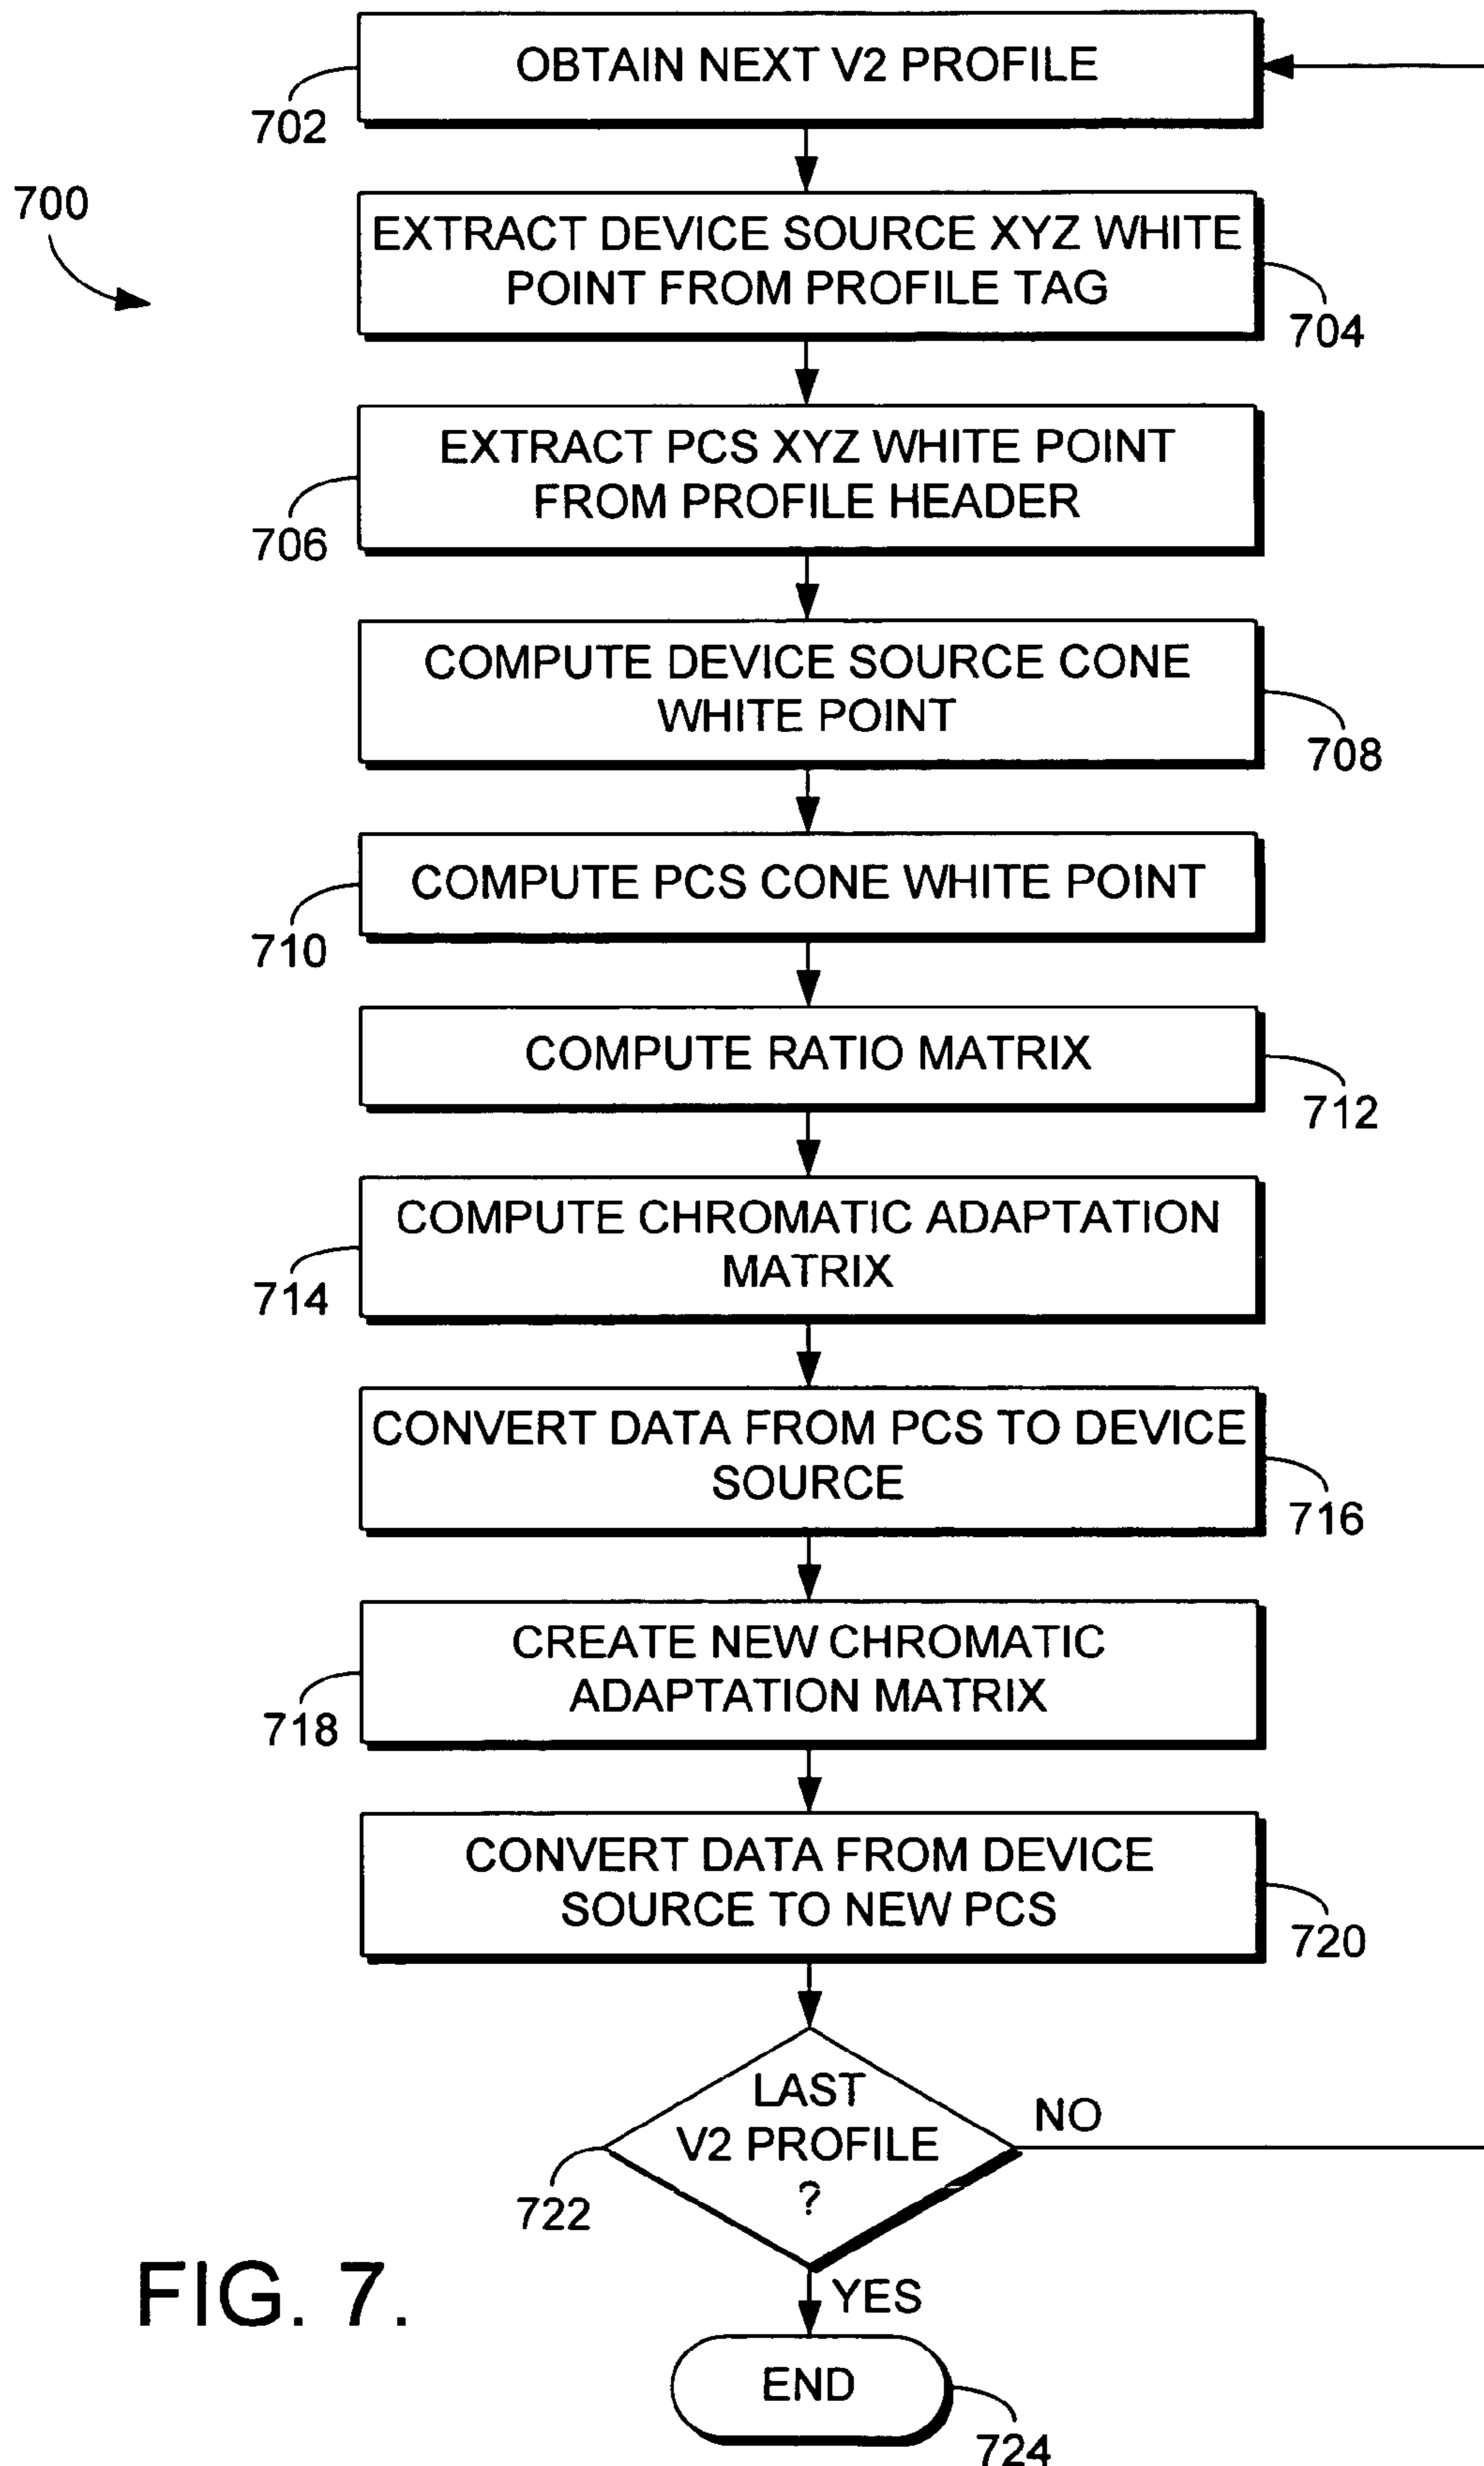 OBTAIN NEXT V2 PROFILE
702
700
EXTRACT DEVICE SOURCE XYZ WHITE
POINT FROM PROFILE TAG
704
EXTRACT PCS XYZ WHITE POINT
FROM PROFILE HEADER
706
COMPUTE DEVICE SOURCE CONE
WHITE POINT
708
COMPUTE PCS CONE WHITE POINT
710
COMPUTE RATIO MATRIX
712
COMPUTE CHROMATIC ADAPTATION
MATRIX
714
CONVERT DATA FROM PCS TO DEVICE
SOURCE
716
CREATE NEW CHROMATIC
ADAPTATION MATRIX
718
CONVERT DATA FROM DEVICE
SOURCE TO NEW PCS
720
LAST
V2 PROFILE
?
NO
722
YES
FIG. 7.
END
724